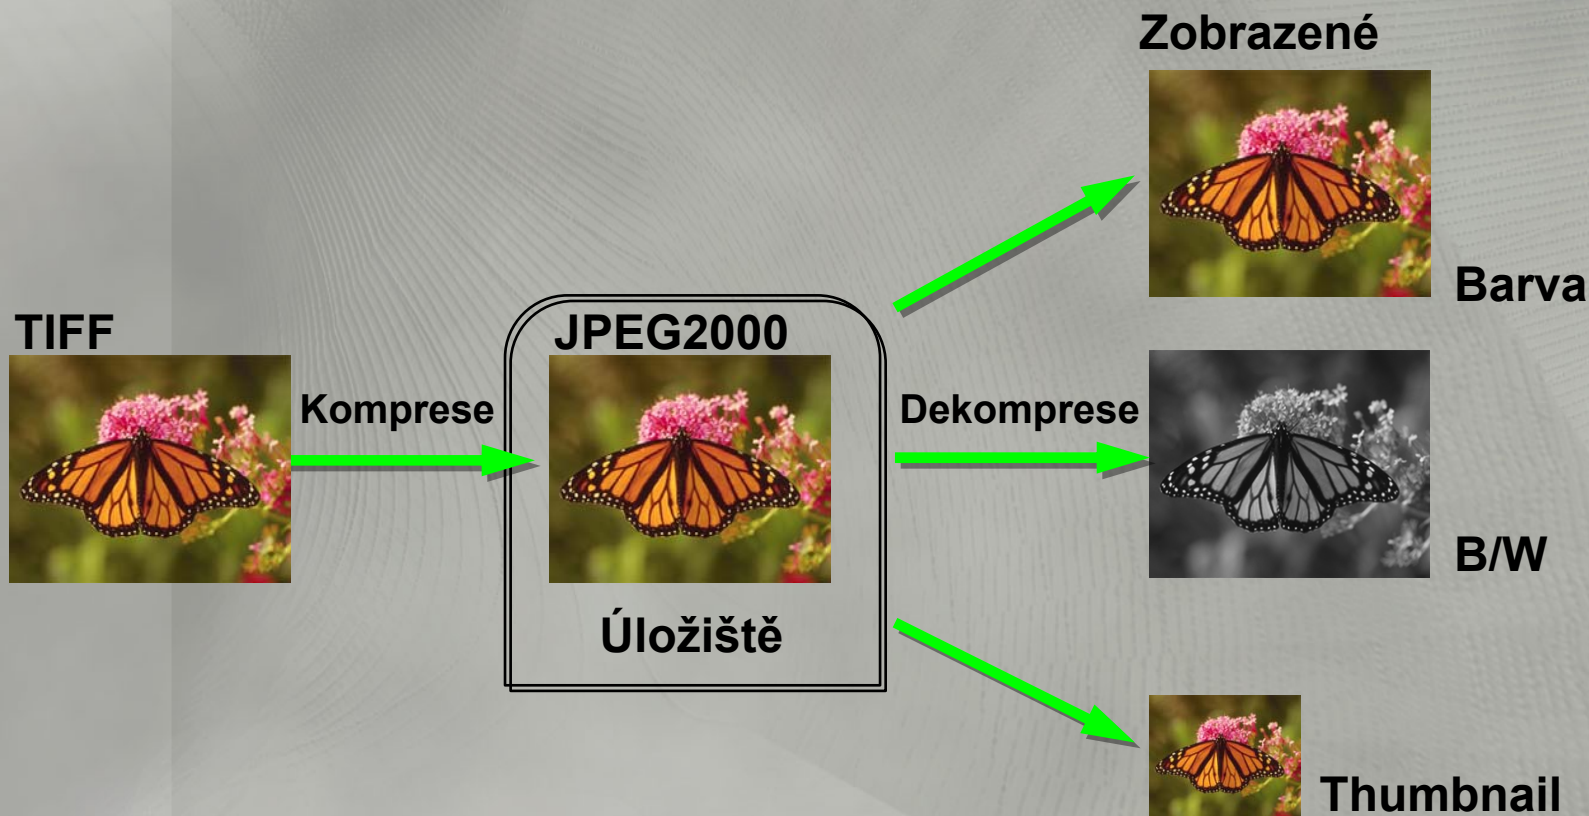 Zobrazené
Barva
TIFF
JPEG2000
Komprese
Dekomprese
B/W
Úložiště
Thumbnail